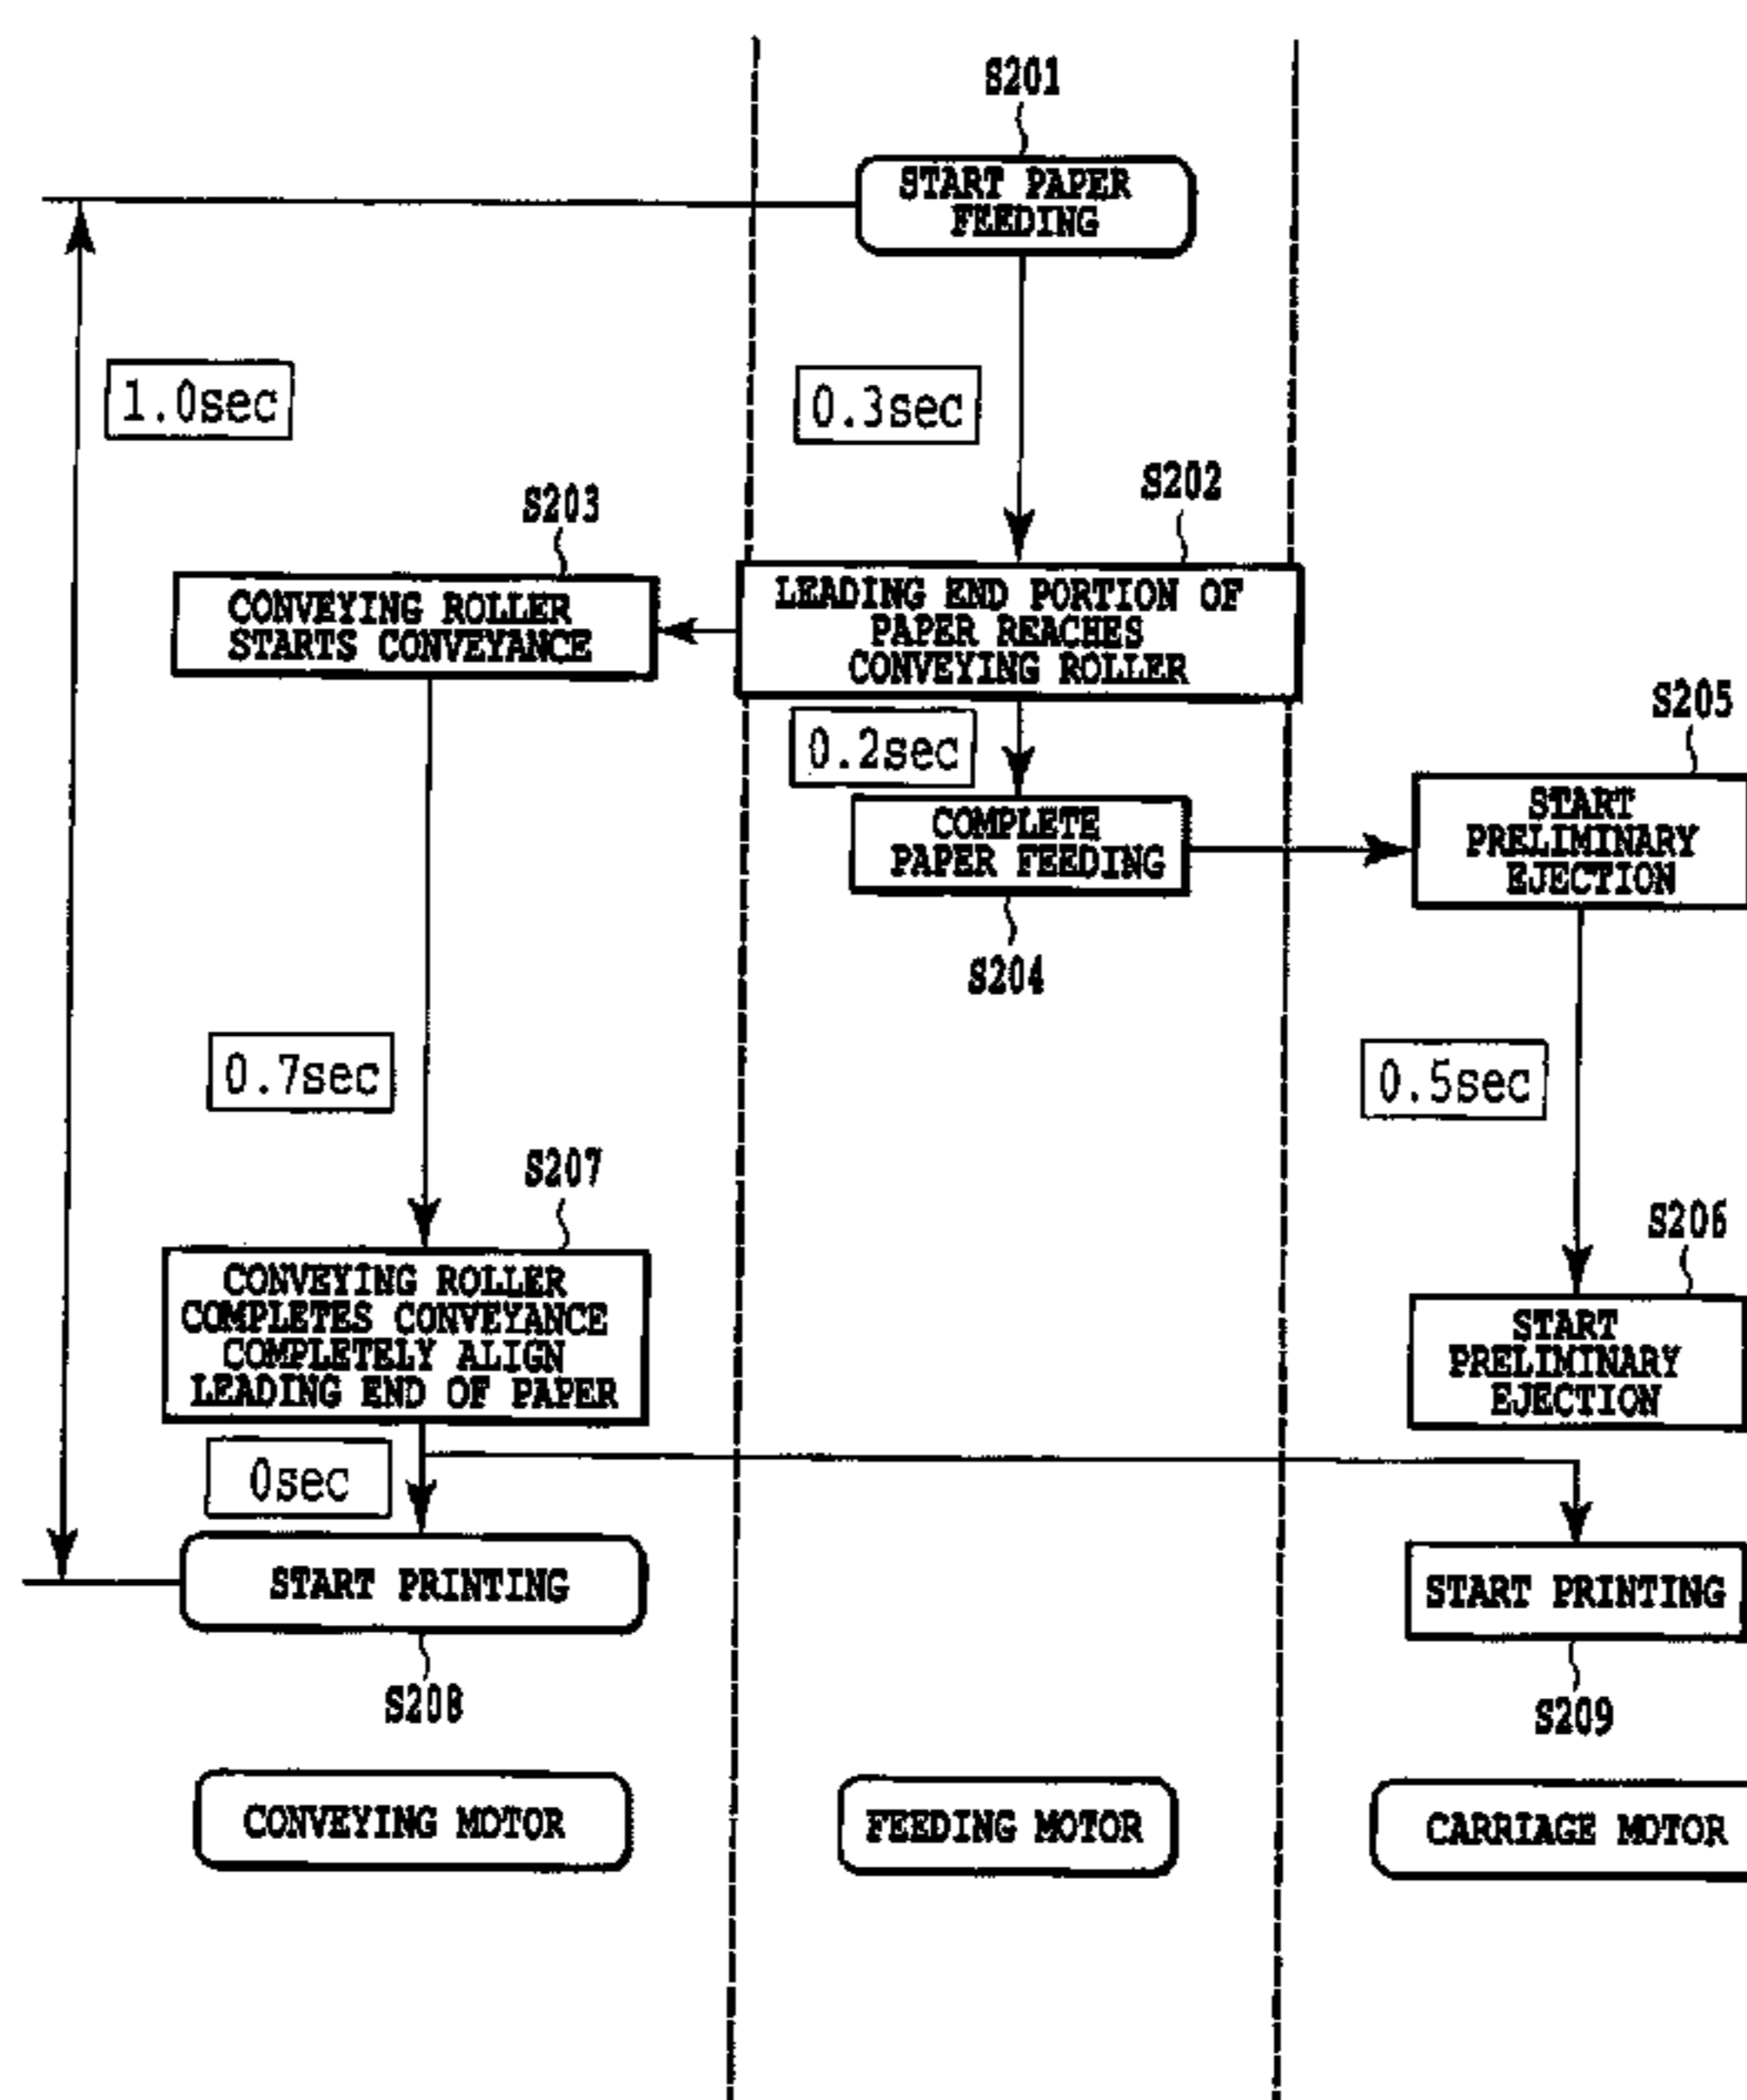 S201
START PAPER
FEEDING
1.0sec
0.3sec
S203
S202
CONVEYING ROLLER
STARTS CONVEYANCE
LEADING END PORTION OF
PAPER REACHES
CONVEYING ROLLER
0.2sec
S205
COMPLETE
PAPER FEEDING
START
PRELIMINARY
EJECTION
S204
0.7sec
0.5sec
S207
S206
CONVEYING ROLLER
COMPLETES CONVEYANCE
COMPLETELY ALIGN
LEADING END OF PAPER
START
PRELIMINARY
EJECTION
0sec
START PRINTING
START PRINTING
S208
S209
CONVEYING MOTOR
FEEDING MOTOR
CARRIAGE MOTOR